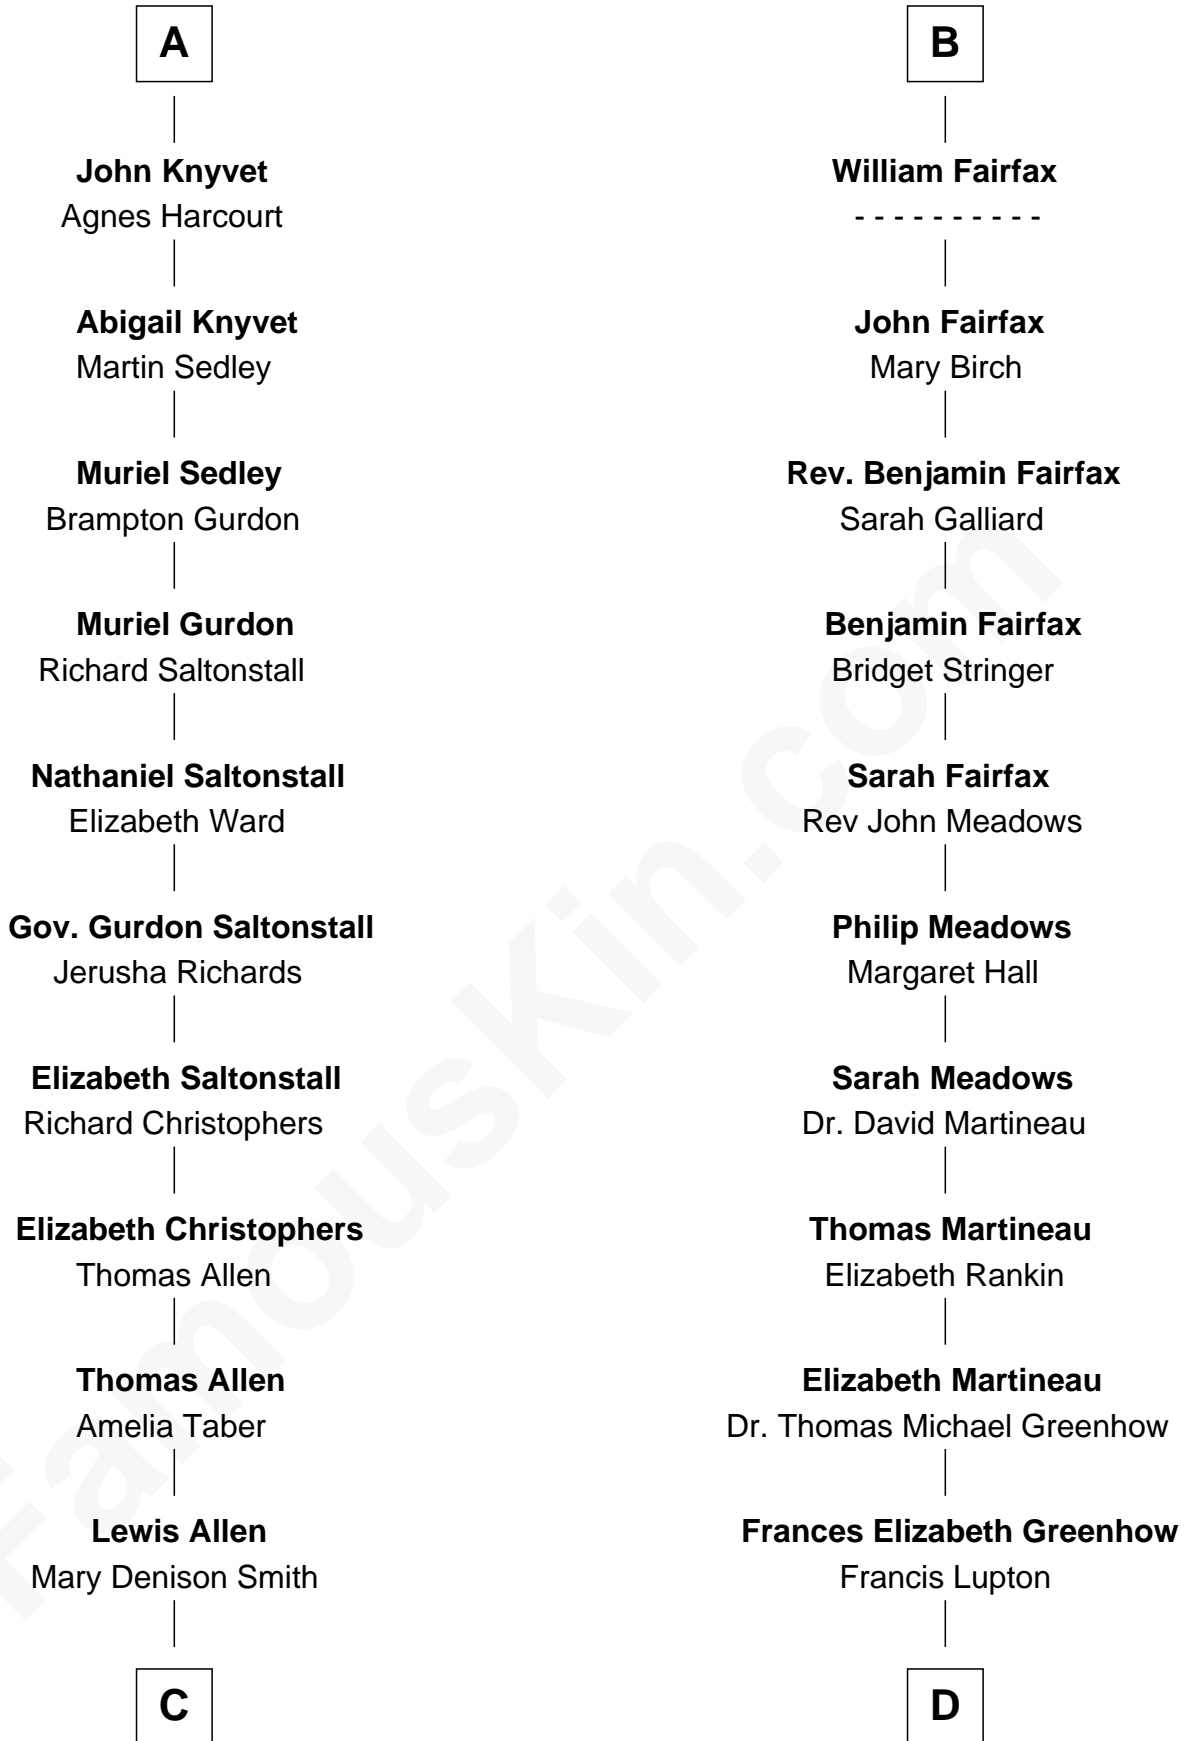 A
John Knyvet
Agnes Harcourt
Abigail Knyvet
Martin Sedley
Muriel Sedley
Brampton Gurdon
Muriel Gurdon
Richard Saltonstall
Nathaniel Saltonstall
Elizabeth Ward
Gov. Gurdon Saltonstall
Jerusha Richards
Elizabeth Saltonstall
Richard Christophers
Elizabeth Christophers
Thomas Allen
Thomas Allen
Amelia Taber
Lewis Allen
Mary Denison Smith
C
B
William Fairfax
- - - - - - - - - -
John Fairfax
Mary Birch
Rev. Benjamin Fairfax
Sarah Galliard
Benjamin Fairfax
Bridget Stringer
Sarah Fairfax
Rev John Meadows
Philip Meadows
Margaret Hall
Sarah Meadows
Dr. David Martineau
Thomas Martineau
Elizabeth Rankin
Elizabeth Martineau
Dr. Thomas Michael Greenhow
Frances Elizabeth Greenhow
Francis Lupton
D
FamousKin.com